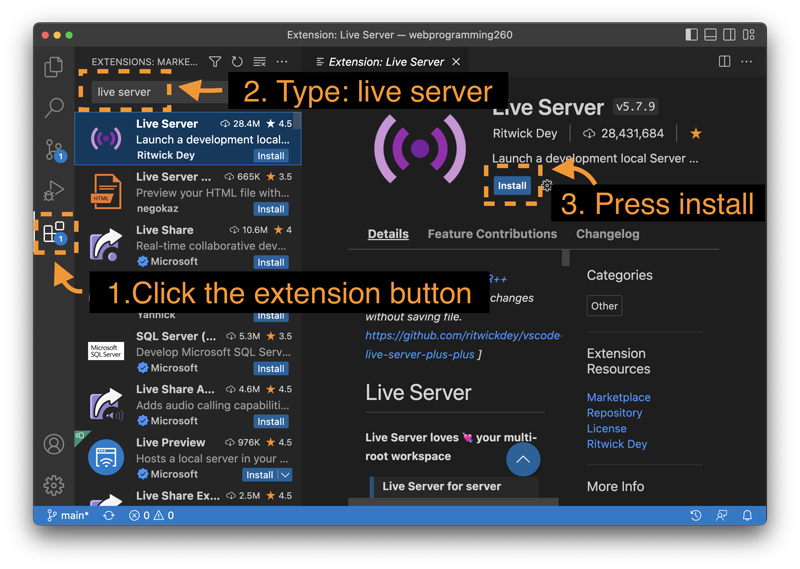 Extension: Live Server — webprogramming260
EXTENSIONS: MARKE...
Extension: Live Server
live server
2. Type: live server
Live Server 28.4M 4.5
Launch a development local...
Ritwick Dey Install
Live Server ... 665K 3.5
Preview your HTML file with...
negokaz Install
Live Share 10.6M 4
Real-time collaborative dev...
Microsoft Install
Yannick Install
SQL Server (... 5.3M 3.5
Develop Microsoft SQL Serv...
Microsoft Install
Microsoft
SQL Server
Live Share A... 4.6M 4.5
Adds audio calling capabiliti...
Microsoft Install
Live Preview 976K 4.5
Hosts a local server in your ...
Microsoft Install
Live Share Ex... 2.5M 4.5
HTML
1
1
1.Click the extension button
Live Server v5.7.9
Ritwick Dey 28,431,684
Launch a development local Server ...
Install
3. Press install
Details Feature Contributions Changelog
R++
changes
without saving file.
https://github.com/ritwickdey/vscode-
live-server-plus-plus ]
Live Server
Live Server loves 💘 your multi-
root workspace
Live Server for server
Categories
Other
Extension
Resources
Marketplace
Repository
License
Ritwick Dey
More Info
main* 0 0